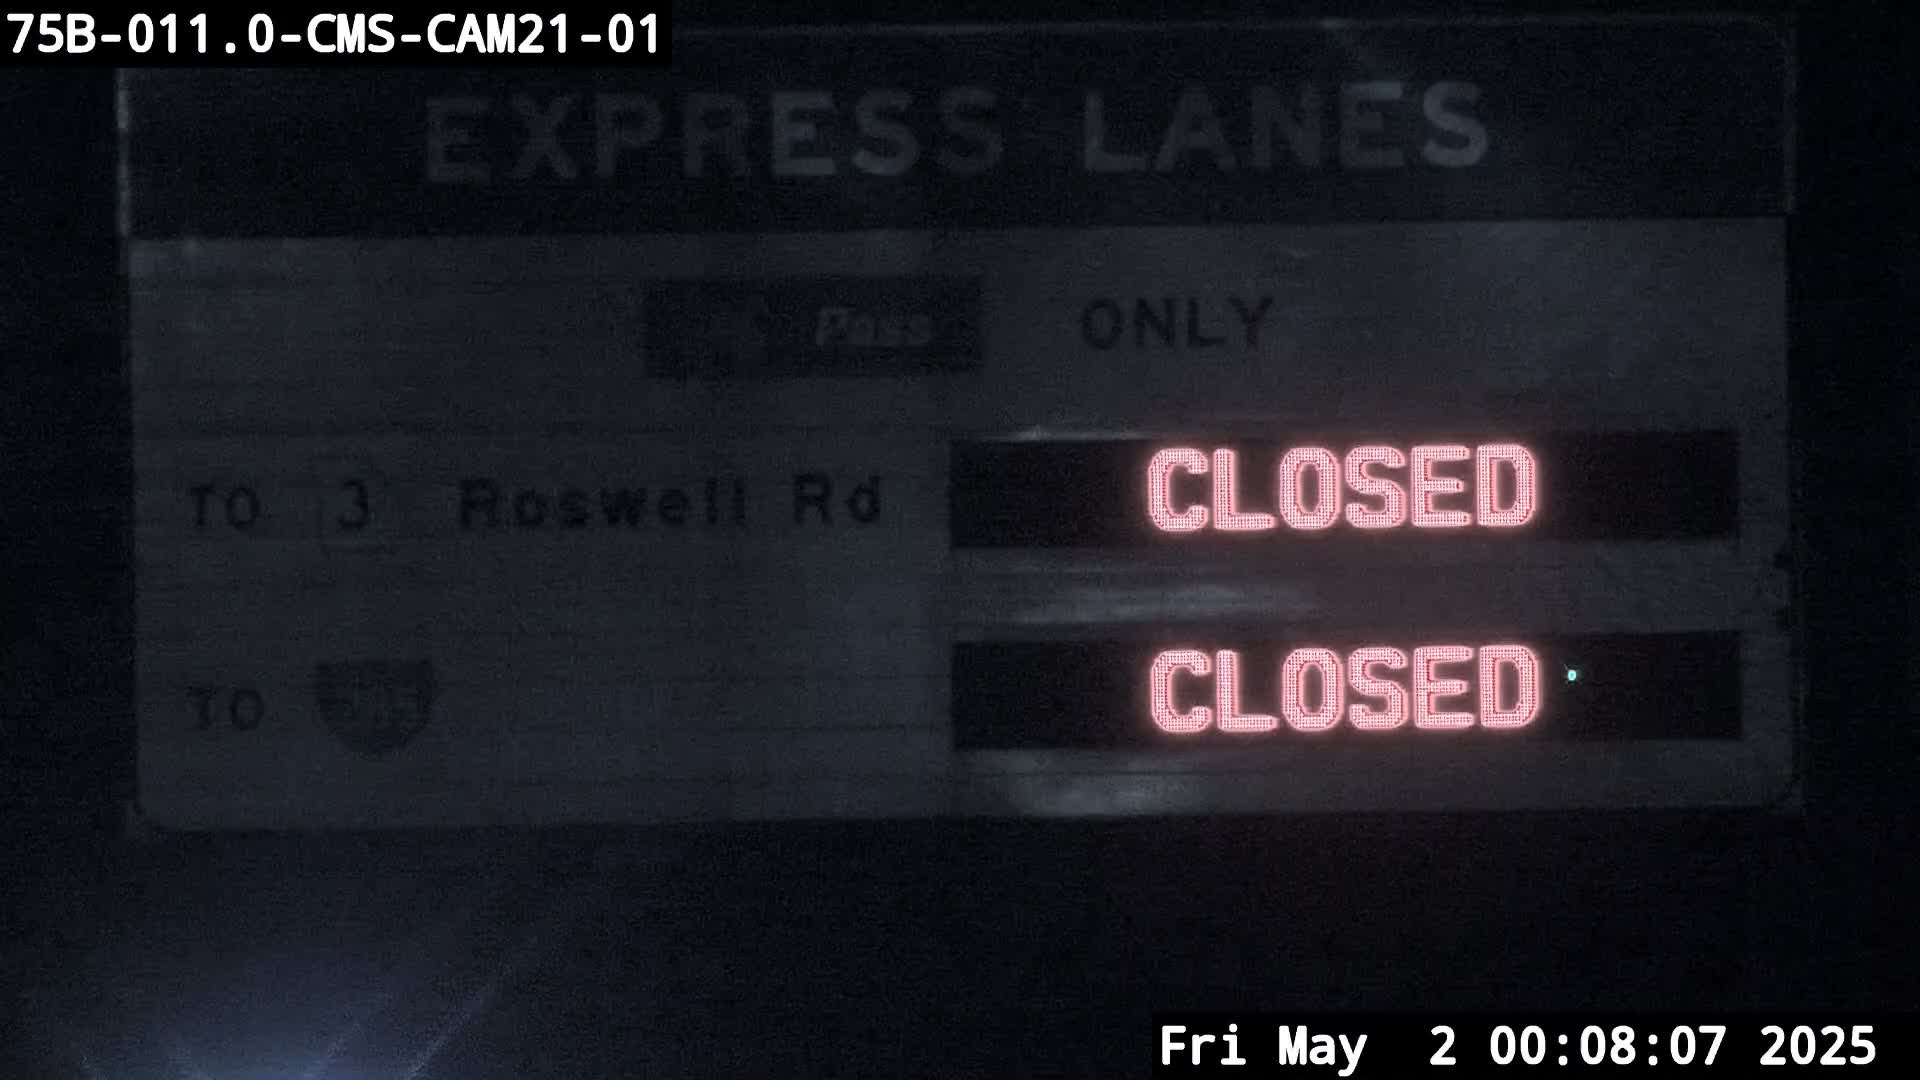 75B-011.0-CMS-CAM21-01
EXPRESS LANES
Pass ONLY
TO 3 Roswell Rd CLOSED
TO CLOSED
Fri May 2 00:08:07 2025